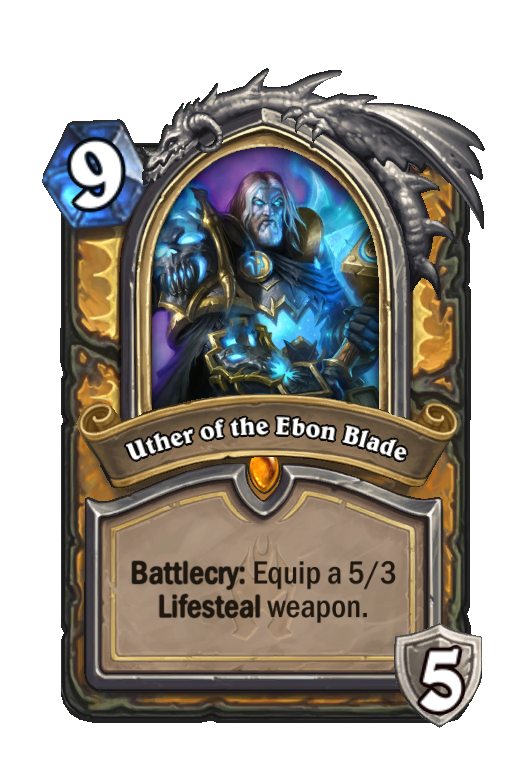 9
Uther of the Ebon Blade
Battlecry: Equip a 5/3
Lifesteal weapon.
5